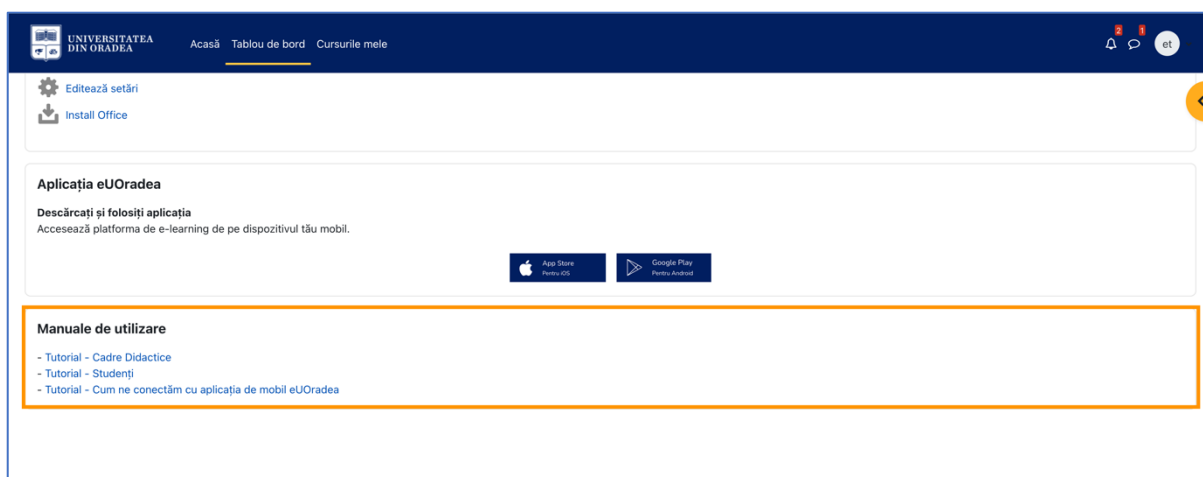 UNIVERSITATEA
DIN ORADEA
Acasă Tablou de bord Cursurile mele
2 1
et
Editează setări
Install Office
Aplicația eUOradea
Descărcați și folosiți aplicația
Accesează platforma de e-learning de pe dispozitivul tău mobil.
App Store
Pentru iOS
Google Play
Pentru Android
Manuale de utilizare
- Tutorial - Cadre Didactice
- Tutorial - Studenți
- Tutorial - Cum ne conectăm cu aplicația de mobil eUOradea